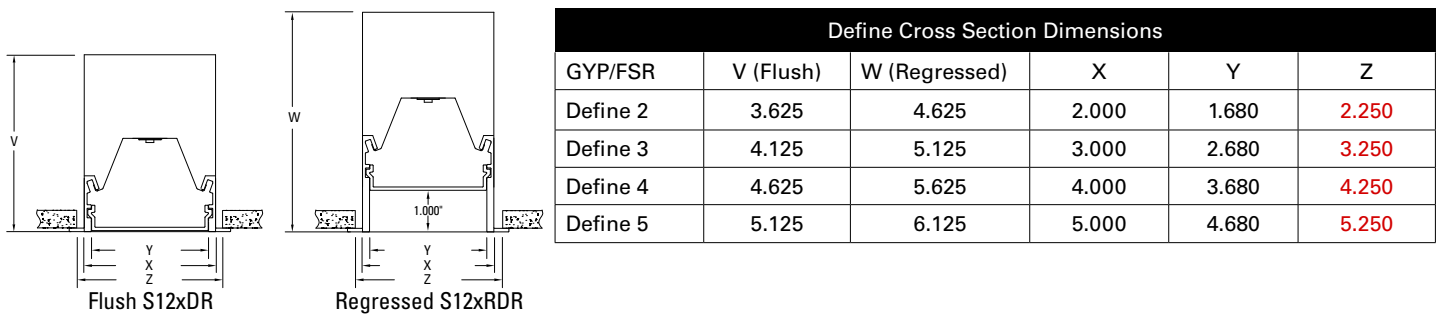 V
Y
X
Z
Flush S12xDR
W
1.000"
Y
X
Z
Regressed S12xRDR
Define Cross Section Dimensions
GYP/FSR V (Flush) W (Regressed) X Y Z
Define 2 3.625 4.625 2.000 1.680 2.250
Define 3 4.125 5.125 3.000 2.680 3.250
Define 4 4.625 5.625 4.000 3.680 4.250
Define 5 5.125 6.125 5.000 4.680 5.250